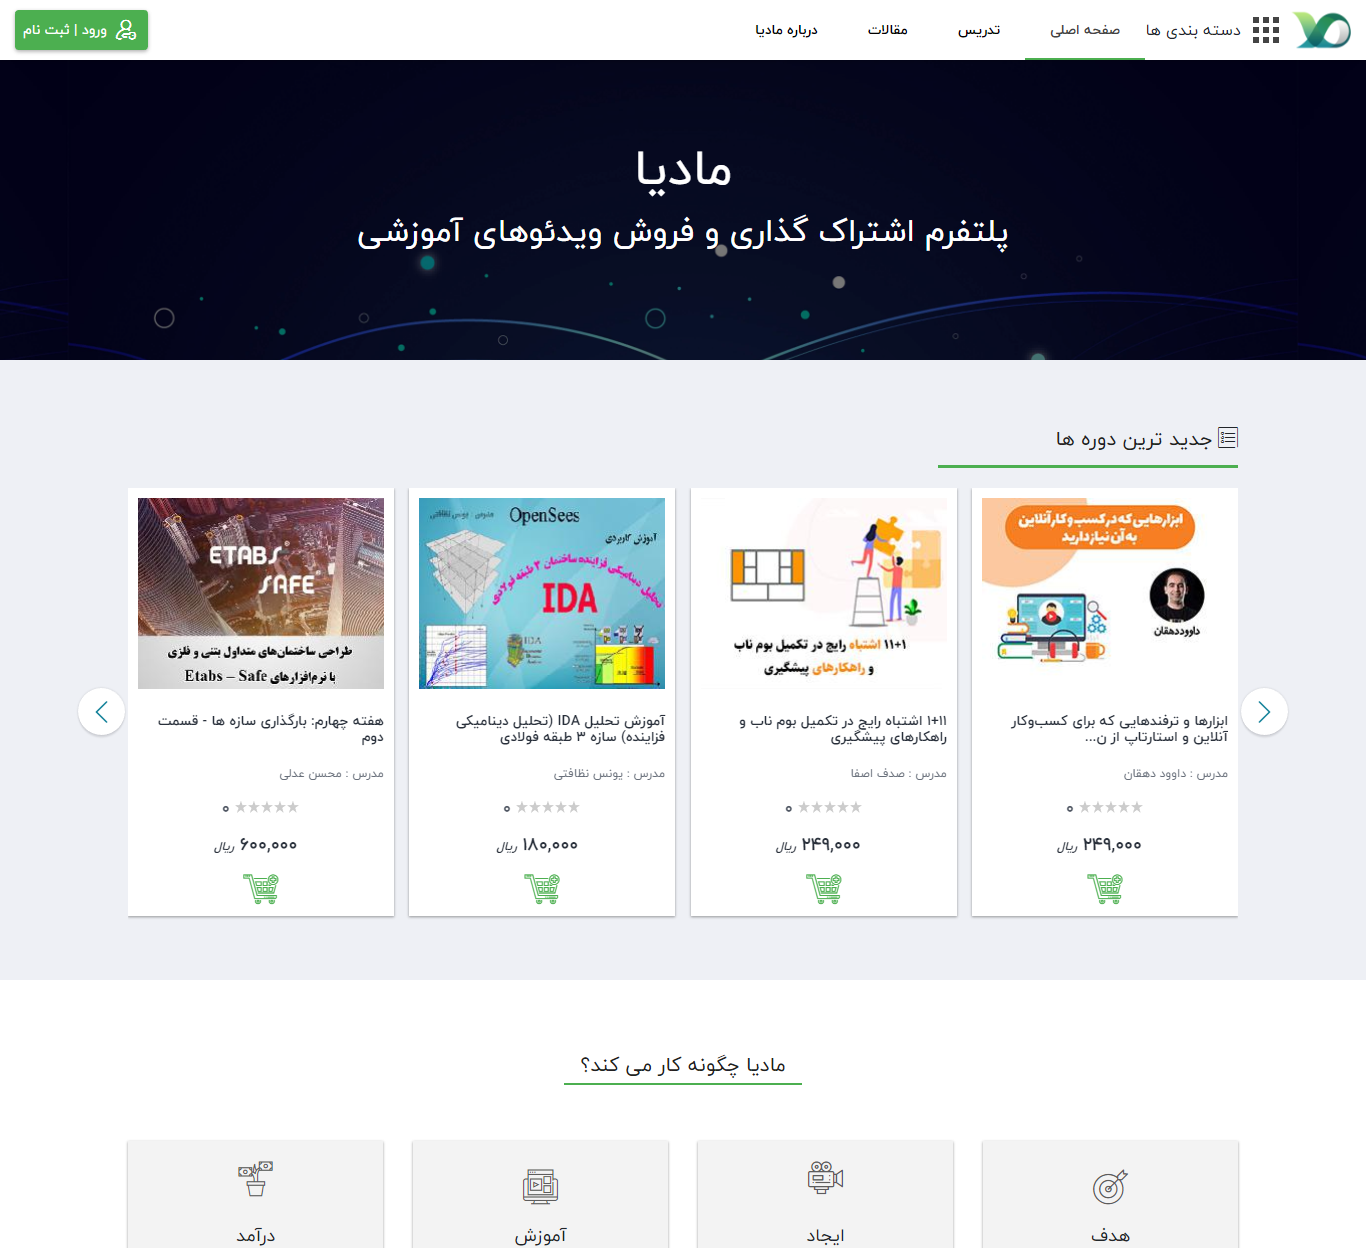 دسته بندی ها
صفحه اصلی
تدریس
مقالات
درباره مادیا
ورود | ثبت نام
مادیا
پلتفرم اشتراک گذاری و فروش ویدئوهای آموزشی
جدید ترین دوره ها
ابزارهایی که در کسب و کار آنلاین
به آن نیاز دارید
داوود دهقان
ابزارها و ترفندهایی که برای کسب‌وکار
آنلاین و استارتاپ از ن...
مدرس : داوود دهقان
۰
۲۴۹,۰۰۰ ریال
۱۱+۱ اشتباه رایج در تکمیل بوم ناب
و راهکارهای پیشگیری
۱+۱۱ اشتباه رایج در تکمیل بوم ناب و
راهکارهای پیشگیری
مدرس : صدف اصفا
۰
۲۴۹,۰۰۰ ریال
OpenSees
مدرس: یونس نظافتی
آموزش کاربردی
تحلیل دینامیکی فزاینده ساختمان ۳ طبقه فولادی
IDA
IDA
آموزش تحلیل IDA (تحلیل دینامیکی
فزاینده) سازه ۳ طبقه فولادی
مدرس : یونس نظافتی
۰
۱۸۰,۰۰۰ ریال
ETABS
SAFE
طراحی ساختمان‌های متداول بتنی و فلزی
با نرم‌افزارهای Etabs – Safe
هفته چهارم: بارگذاری سازه ها - قسمت
دوم
مدرس : محسن عدلی
۰
۶۰۰,۰۰۰ ریال
مادیا چگونه کار می کند؟
هدف
ایجاد
آموزش
درآمد